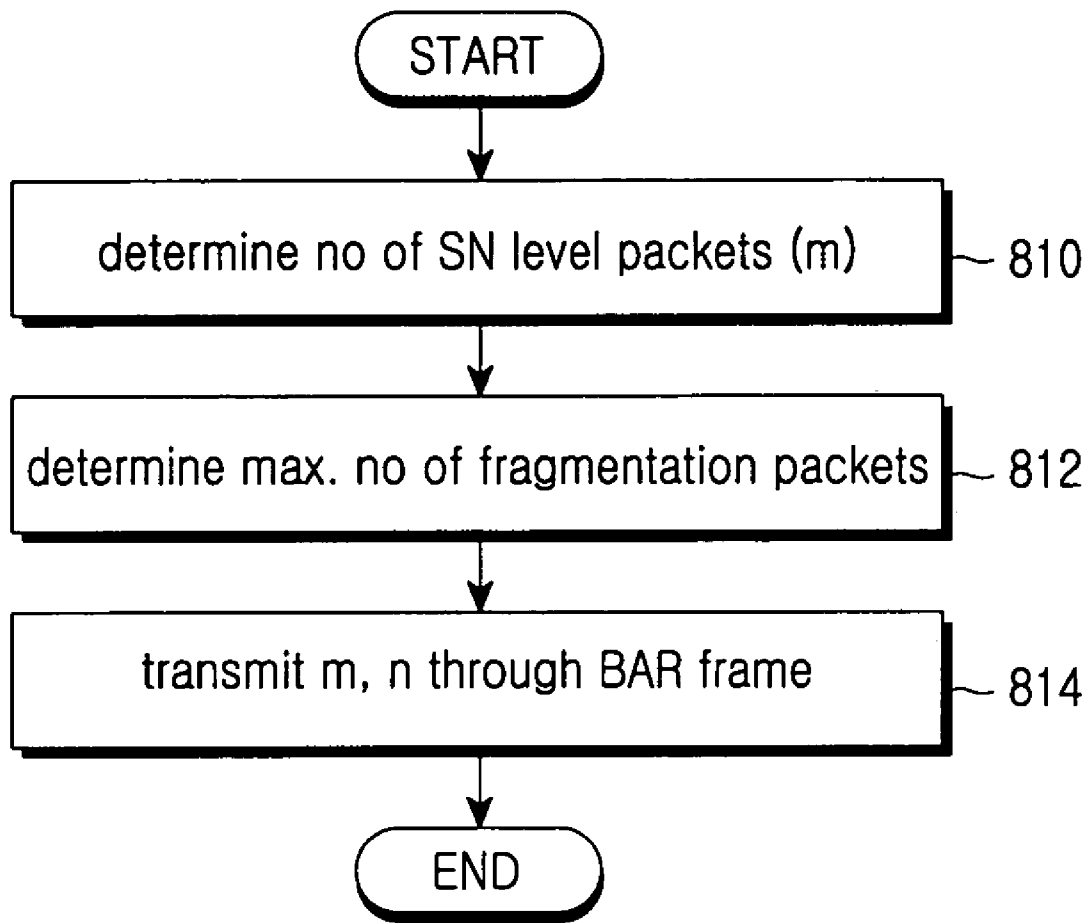 START
determine no of SN level packets (m)
810
determine max. no of fragmentation packets
812
transmit m, n through BAR frame
814
END